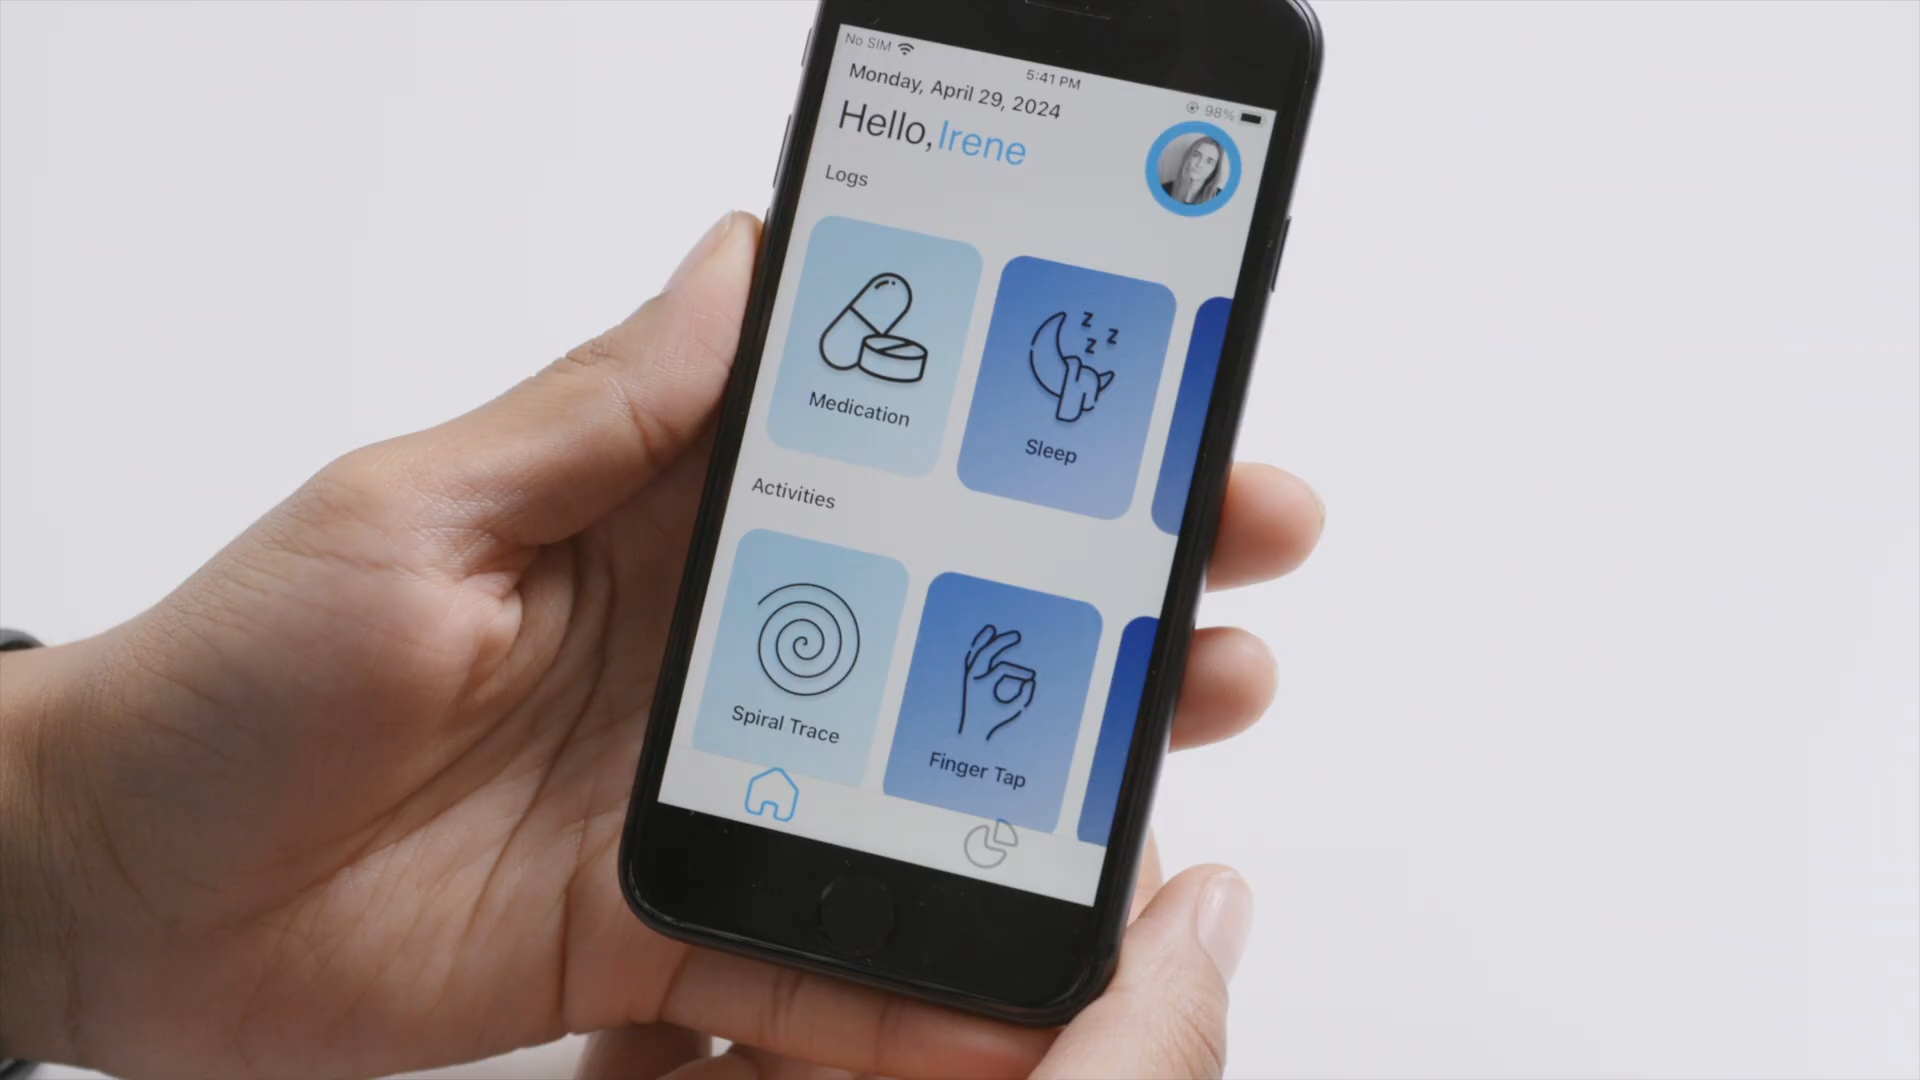 No SIM
5:41 PM
98%
Monday, April 29, 2024
Hello, Irene
Logs
Medication
z z z
Sleep
Activities
Spiral Trace
Finger Tap